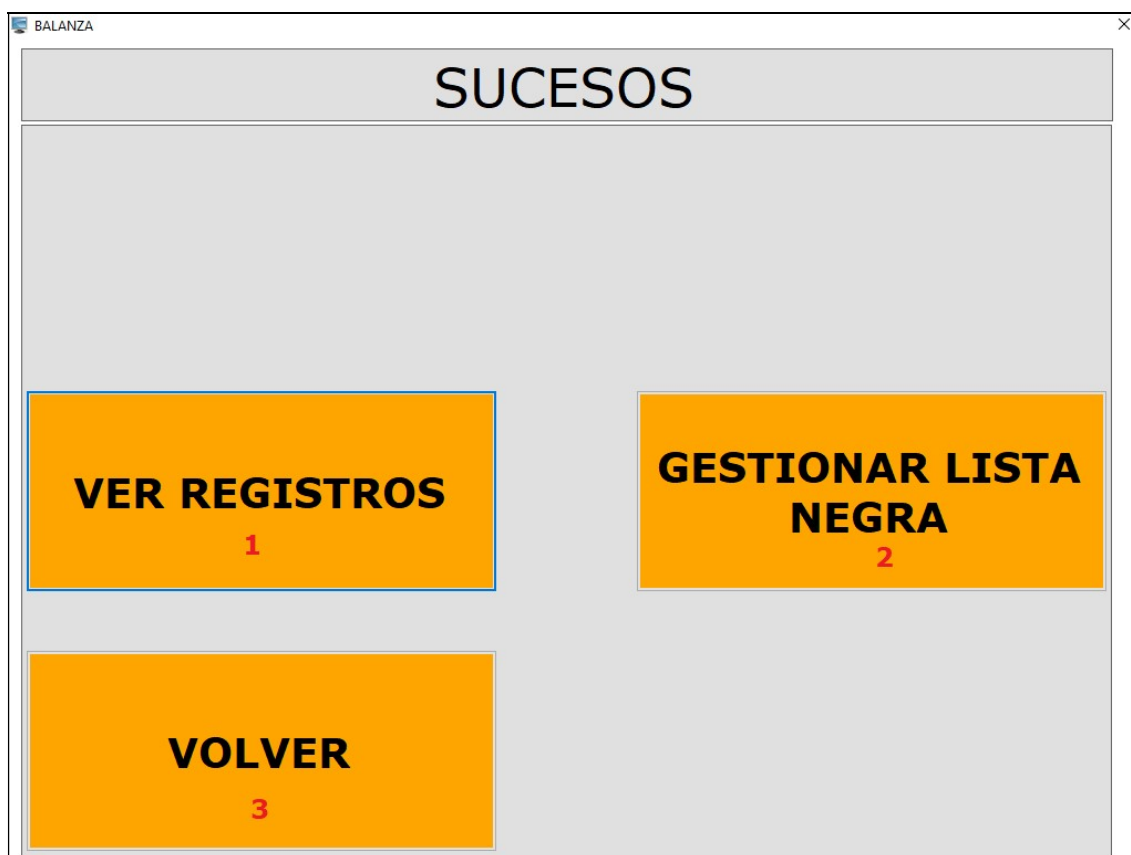 BALANZA
SUCESOS
VER REGISTROS
1
GESTIONAR LISTA
NEGRA
2
VOLVER
3